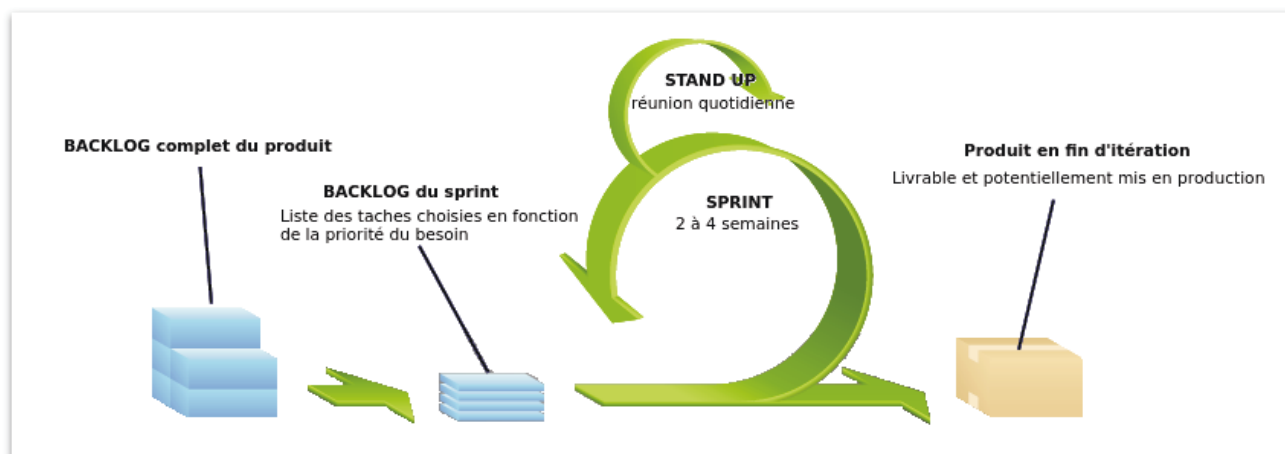 STAND UP
réunion quotidienne
BACKLOG complet du produit
Produit en fin d'itération
Livrable et potentiellement mis en production
BACKLOG du sprint
Liste des taches choisies en fonction
de la priorité du besoin
SPRINT
2 à 4 semaines